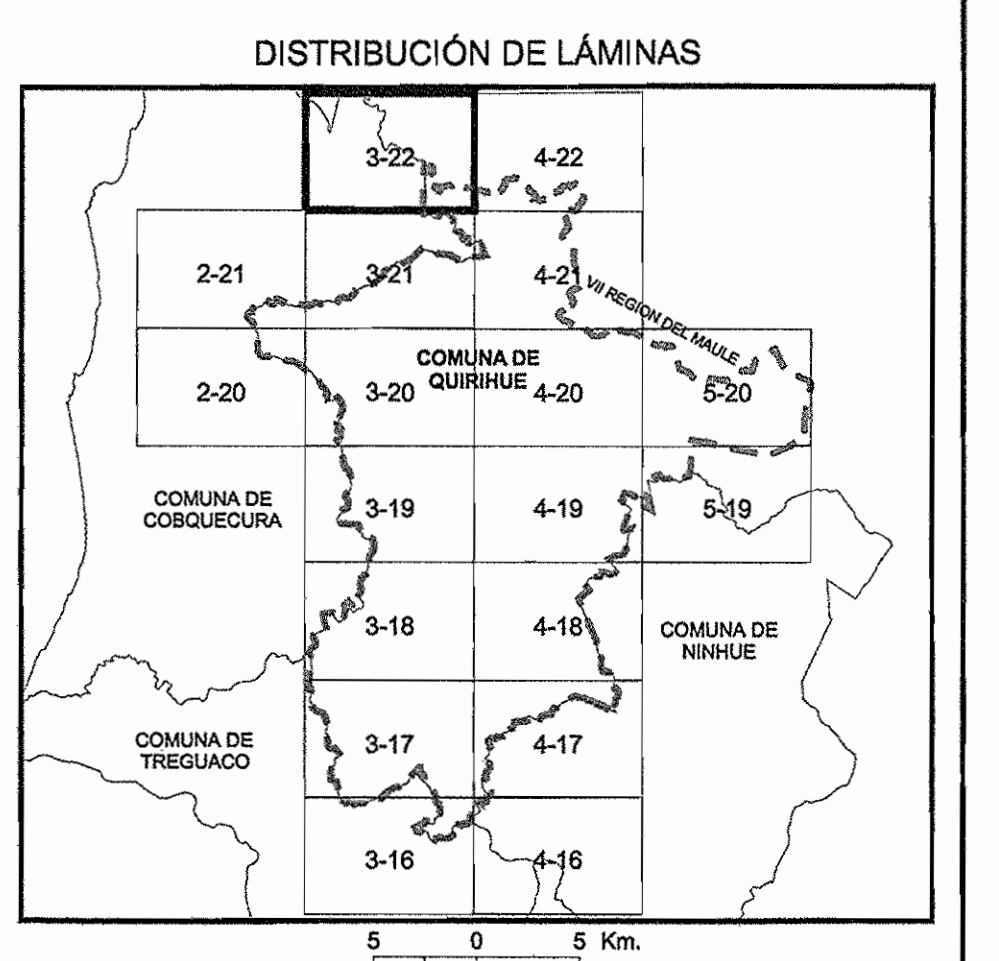 DISTRIBUCIÓN DE LÁMINAS
3-22
4-22
2-21
3-21
4-21
VII REGION DEL MAULE
COMUNA DE
QUIRIHUE
2-20
3-20
4-20
5-20
COMUNA DE
COBQUECURA
3-19
4-19
5-19
3-18
4-18
COMUNA DE
NINHUE
COMUNA DE
TREGUACO
3-17
4-17
3-16
4-16
5 0 5 Km.